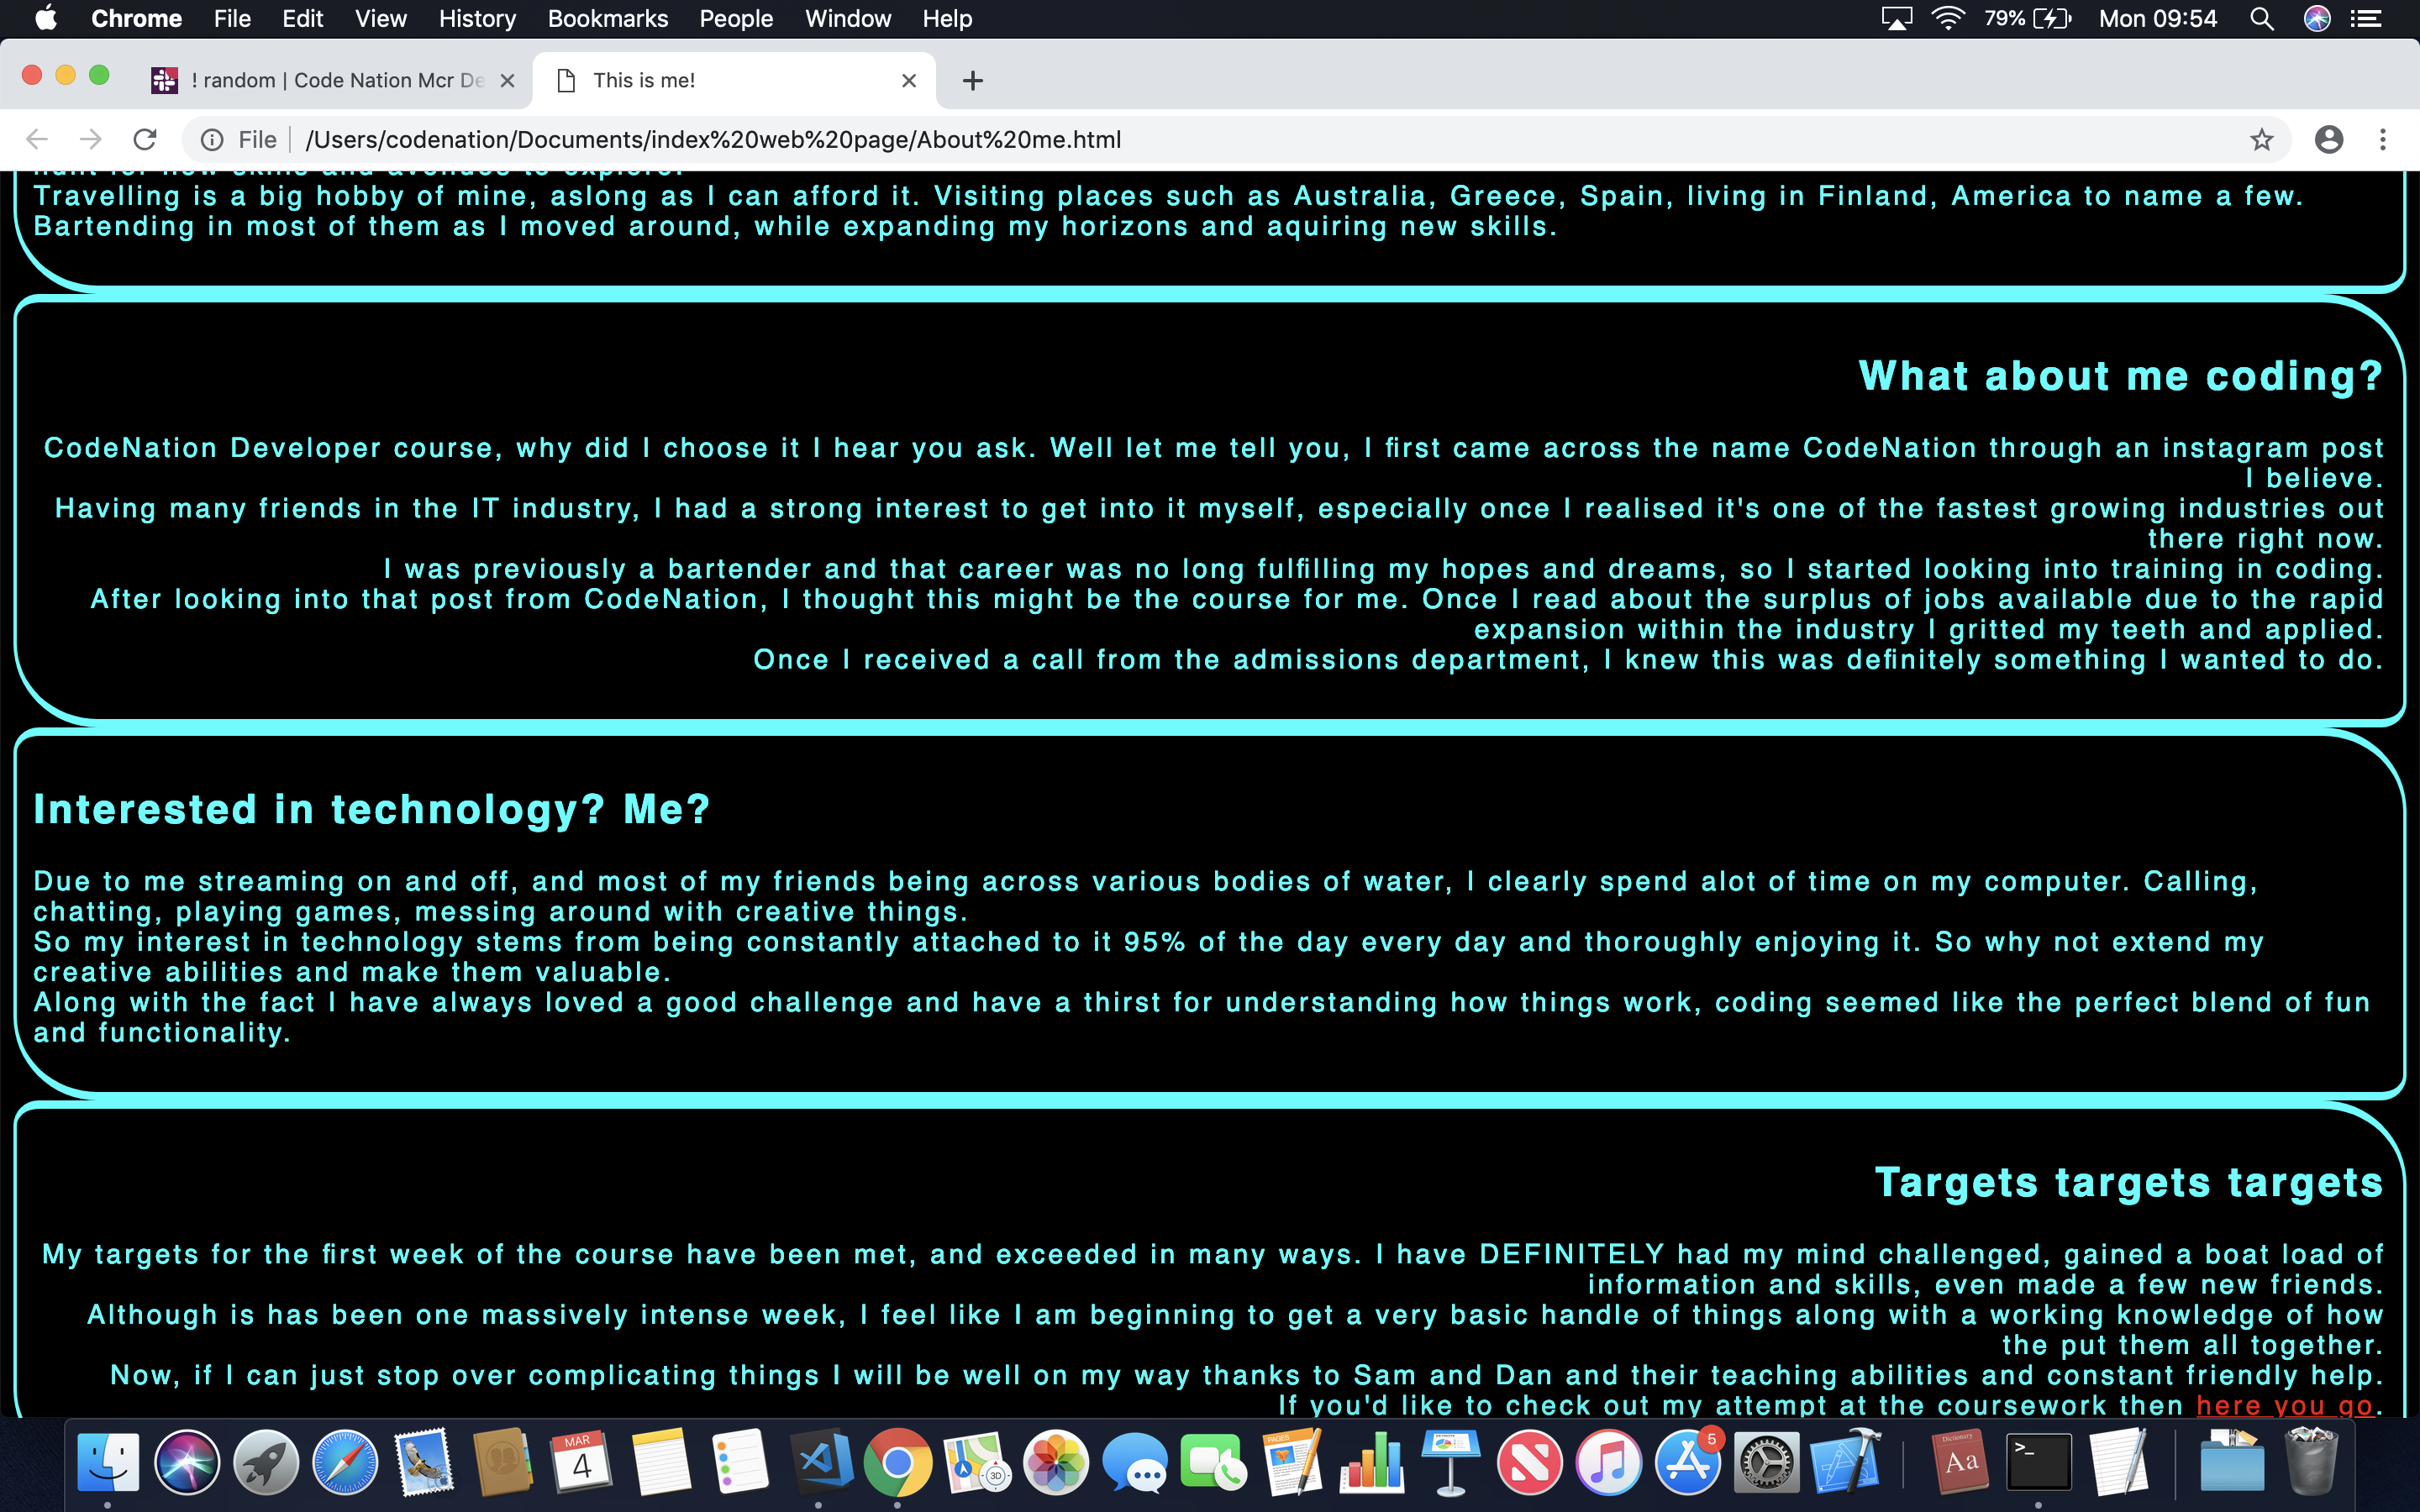 Chrome File Edit View History Bookmarks People Window Help 79% Mon 09:54
! random | Code Nation Mcr De
This is me!
File /Users/codenation/Documents/index%20web%20page/About%20me.html
hunt for new skills and avenues to explore.
Travelling is a big hobby of mine, aslong as I can afford it. Visiting places such as Australia, Greece, Spain, living in Finland, America to name a few.
Bartending in most of them as I moved around, while expanding my horizons and aquiring new skills.
What about me coding?
CodeNation Developer course, why did I choose it I hear you ask. Well let me tell you, I first came across the name CodeNation through an instagram post
I believe.
Having many friends in the IT industry, I had a strong interest to get into it myself, especially once I realised it's one of the fastest growing industries out
there right now.
I was previously a bartender and that career was no long fulfilling my hopes and dreams, so I started looking into training in coding.
After looking into that post from CodeNation, I thought this might be the course for me. Once I read about the surplus of jobs available due to the rapid
expansion within the industry I gritted my teeth and applied.
Once I received a call from the admissions department, I knew this was definitely something I wanted to do.
Interested in technology? Me?
Due to me streaming on and off, and most of my friends being across various bodies of water, I clearly spend alot of time on my computer. Calling,
chatting, playing games, messing around with creative things.
So my interest in technology stems from being constantly attached to it 95% of the day every day and thoroughly enjoying it. So why not extend my
creative abilities and make them valuable.
Along with the fact I have always loved a good challenge and have a thirst for understanding how things work, coding seemed like the perfect blend of fun
and functionality.
Targets targets targets
My targets for the first week of the course have been met, and exceeded in many ways. I have DEFINITELY had my mind challenged, gained a boat load of
information and skills, even made a few new friends.
Although is has been one massively intense week, I feel like I am beginning to get a very basic handle of things along with a working knowledge of how
the put them all together.
Now, if I can just stop over complicating things I will be well on my way thanks to Sam and Dan and their teaching abilities and constant friendly help.
If you'd like to check out my attempt at the coursework then here you go.
MAR
4
3D
PAGES
5
Dictionary
Aa
>_